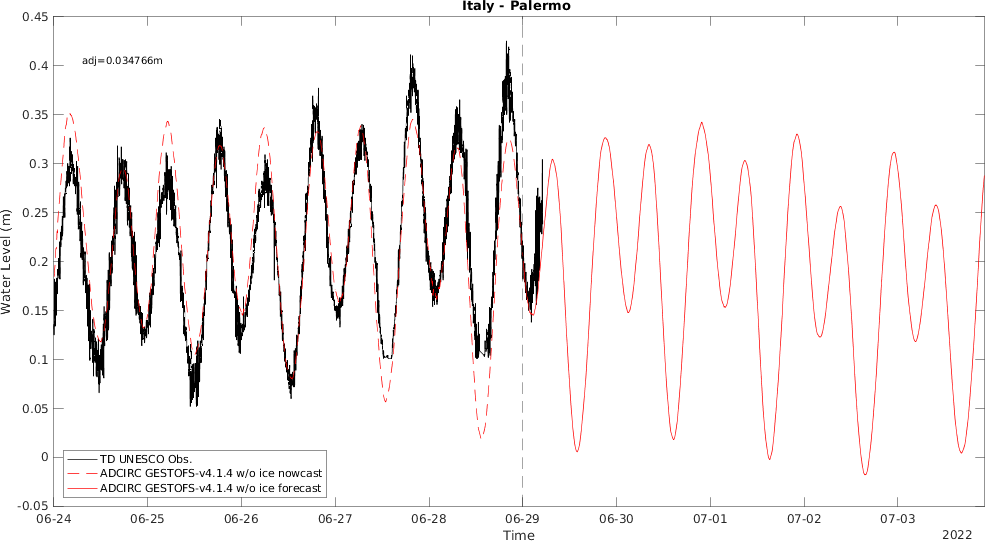 Italy - Palermo
0.45
0.4
0.35
0.3
0.25
0.2
0.15
0.1
0.05
0
-0.05
Water Level (m)
adj=0.034766m
TD UNESCO Obs.
ADCIRC GESTOFS-v4.1.4 w/o ice nowcast
ADCIRC GESTOFS-v4.1.4 w/o ice forecast
06-24 06-25 06-26 06-27 06-28 06-29 06-30 07-01 07-02 07-03
Time
2022